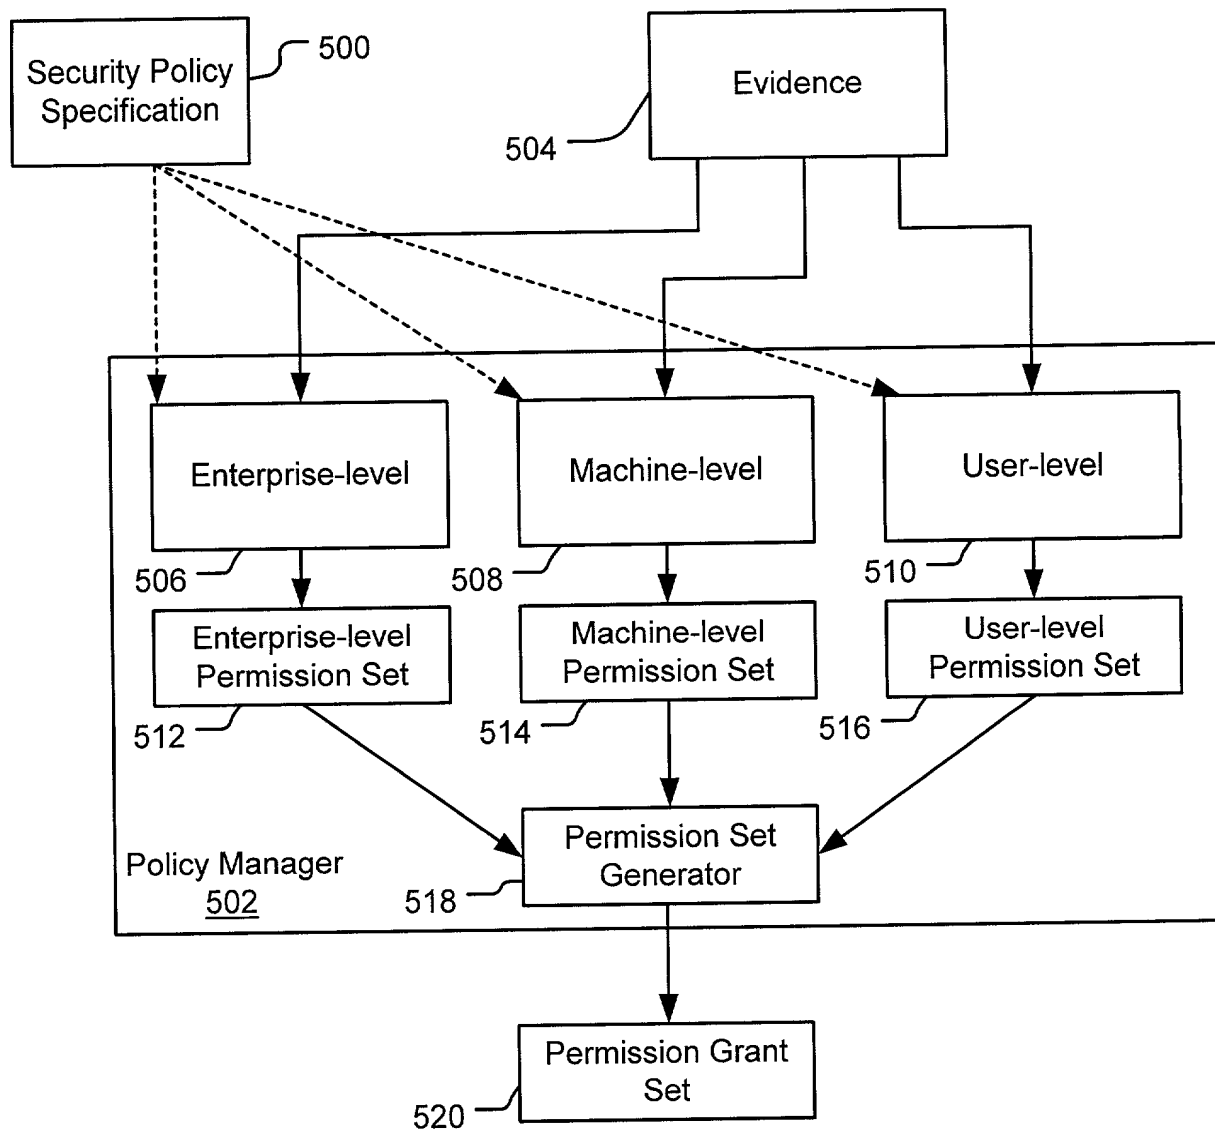 Security Policy
Specification
500
Evidence
504
Enterprise-level
506
Machine-level
508
User-level
510
Enterprise-level
Permission Set
512
Machine-level
Permission Set
514
User-level
Permission Set
516
Permission Set
Generator
518
Policy Manager
502
Permission Grant
Set
520